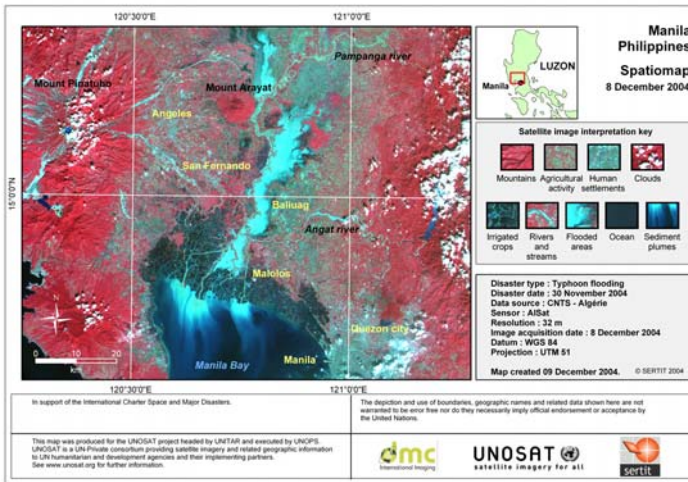 120°30'0"E
121°0'0"E
Pampanga river
Mount Pinatubo
Mount Arayat
Angeles
San Fernando
15°0'0"N
Baliuag
Angat river
Malolos
N
Quezon city
Manila Bay
Manila
0 10 20
km
120°30'0"E
121°0'0"E
LUZON
Manila
Manila
Philippines
Spatiomap
8 December 2004
Satellite image interpretation key
Mountains
Agricultural
activity
Human
settlements
Clouds
Irrigated
crops
Rivers
and
streams
Flooded
areas
Ocean
Sediment
plumes
Disaster type : Typhoon flooding
Disaster date : 30 November 2004
Data source : CNTS - Algérie
Sensor : AlSat
Resolution : 32 m
Image acquisition date : 8 December 2004
Datum : WGS 84
Projection : UTM 51
Map created 09 December 2004.
© SERTIT 2004
In support of the International Charter Space and Major Disasters.
The depiction and use of boundaries, geographic names and related data shown here are not
warranted to be error free nor do they necessarily imply official endorsement or acceptance by
the United Nations.
This map was produced for the UNOSAT project headed by UNITAR and executed by UNOPS.
UNOSAT is a UN-Private consortium providing satellite imagery and related geographic information
to UN humanitarian and development agencies and their implementing partners.
See www.unosat.org for further information.
dmc
International Imaging
UNOSAT
satellite imagery for all
sertit